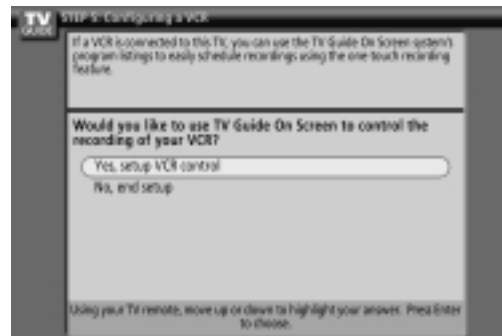 TV
GUIDE
STEP 5: Configuring a VCR
If a VCR is connected to this TV, you can use the TV Guide On Screen system's
program listings to easily schedule recordings using the one-touch recording
feature.
Would you like to use TV Guide On Screen to control the
recording of your VCR?
Yes, setup VCR control
No, end setup
Using your TV remote, move up or down to highlight your answer. Press Enter
to choose.